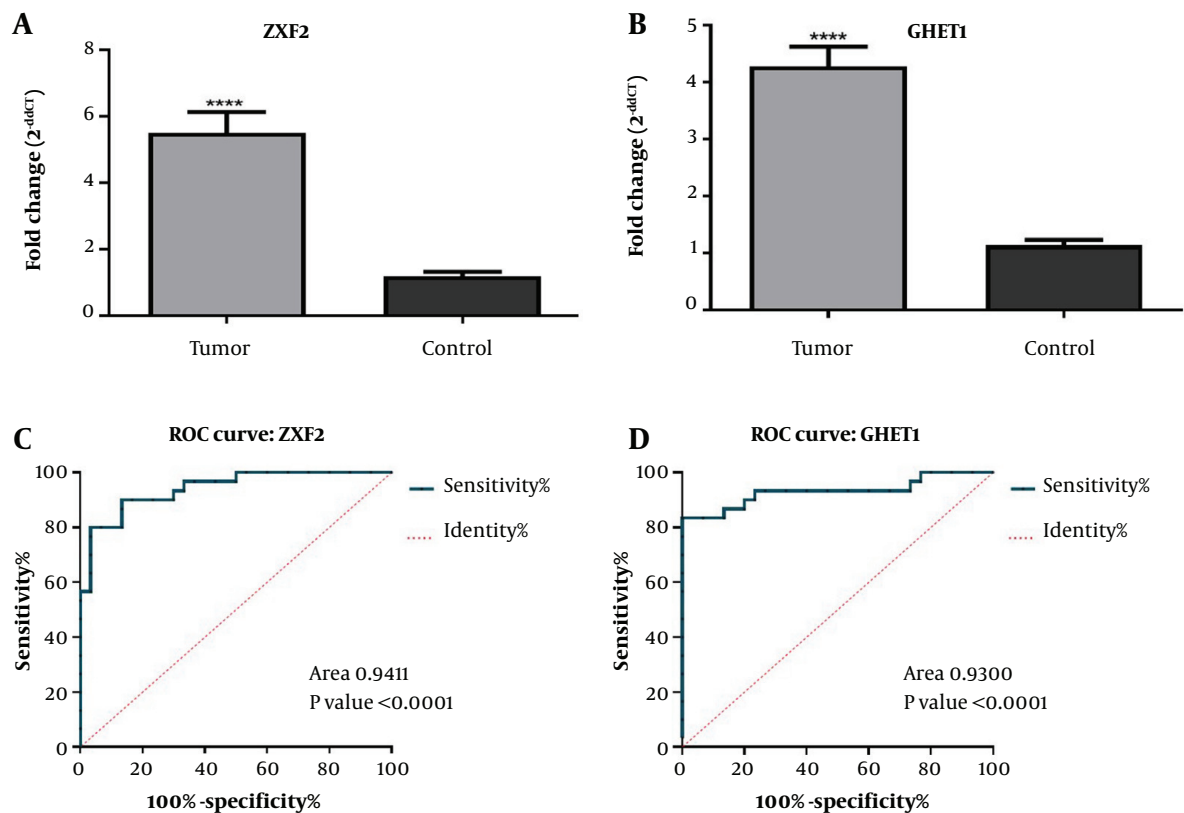 A
ZXF2
Fold change (2^-ddCT)
8
6
4
2
0
****
Tumor
Control
B
GHET1
Fold change (2^-ddCT)
5
4
3
2
1
0
****
Tumor
Control
C
ROC curve: ZXF2
Sensitivity%
100
80
60
40
20
0
0 20 40 60 80 100
100%-specificity%
Sensitivity%
Identity%
Area 0.9411
P value <0.0001
D
ROC curve: GHET1
Sensitivity%
100
80
60
40
20
0
0 20 40 60 80 100
100%-specificity%
Sensitivity%
Identity%
Area 0.9300
P value <0.0001